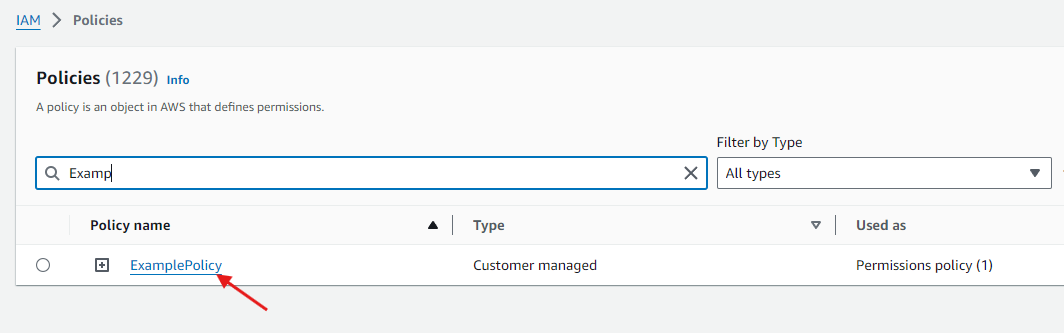 IAM > Policies
Policies (1229) Info
A policy is an object in AWS that defines permissions.
Filter by Type
Examp
All types
Policy name Type Used as
ExamplePolicy Customer managed Permissions policy (1)